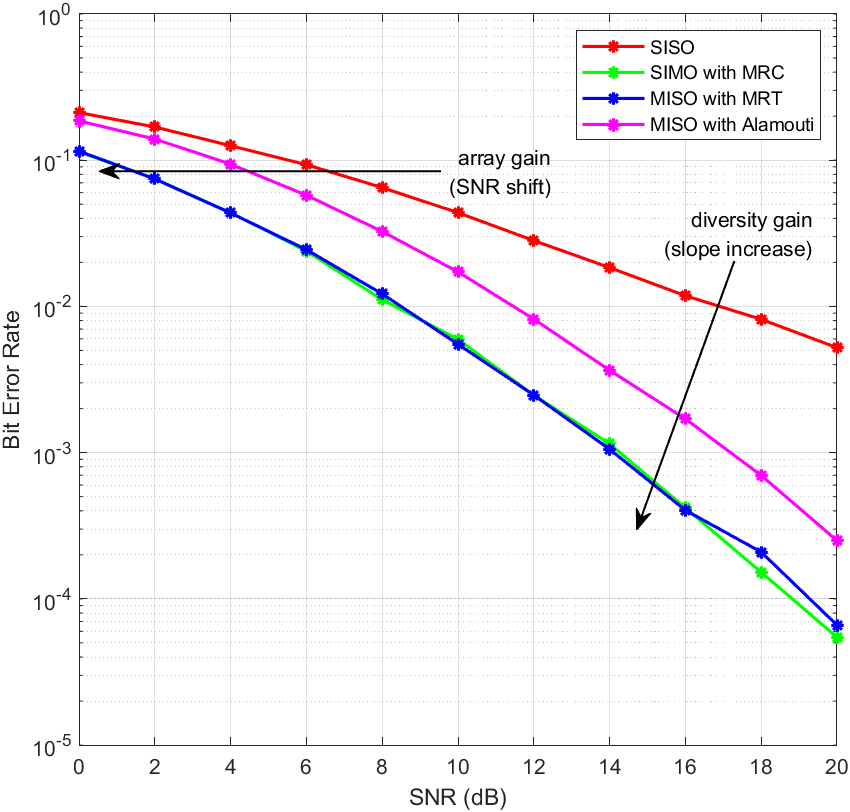 10^0
10^-1
10^-2
10^-3
10^-4
10^-5
Bit Error Rate
SISO
SIMO with MRC
MISO with MRT
MISO with Alamouti
array gain
(SNR shift)
diversity gain
(slope increase)
0 2 4 6 8 10 12 14 16 18 20
SNR (dB)